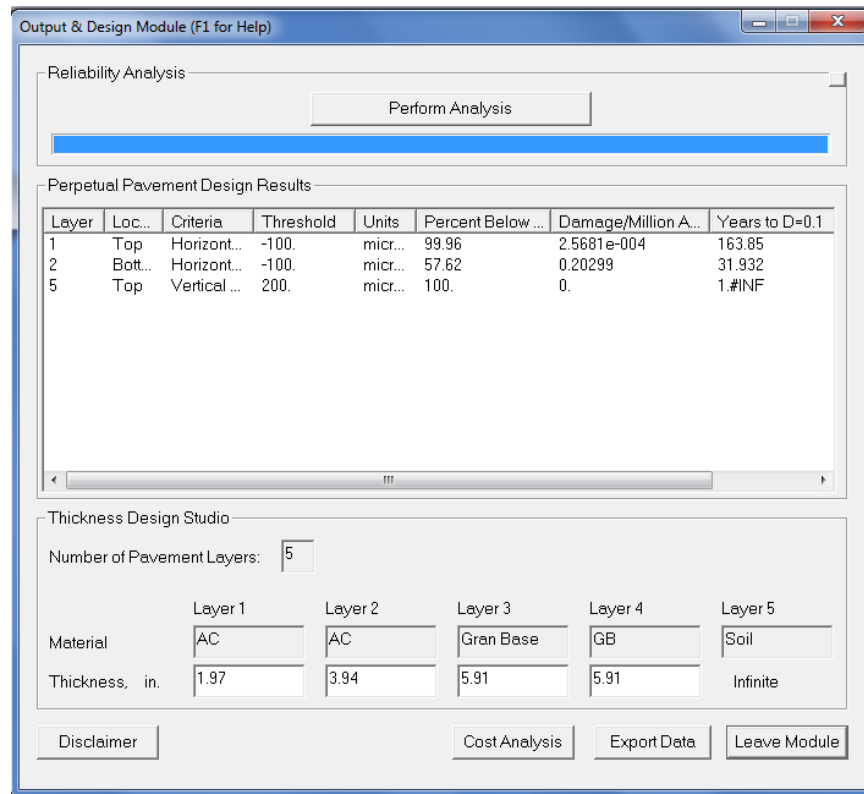 Output & Design Module (F1 for Help)
Reliability Analysis
Perform Analysis
Perpetual Pavement Design Results
Layer Loc... Criteria Threshold Units Percent Below ... Damage/Million A... Years to D=0.1
1 Top Horizont... -100. micr... 99.96 2.5681e-004 163.85
2 Bott... Horizont... -100. micr... 57.62 0.20299 31.932
5 Top Vertical ... 200. micr... 100. 0. 1.#INF
Thickness Design Studio
Number of Pavement Layers: 5
Layer 1 Layer 2 Layer 3 Layer 4 Layer 5
Material AC AC Gran Base GB Soil
Thickness, in. 1.97 3.94 5.91 5.91 Infinite
Disclaimer Cost Analysis Export Data Leave Module